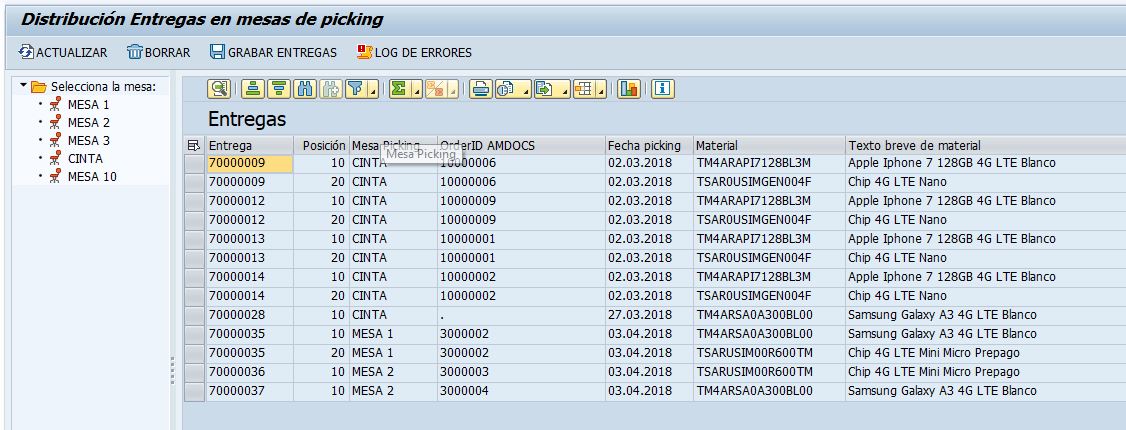 Distribución Entregas en mesas de picking
ACTUALIZAR BORRAR GRABAR ENTREGAS LOG DE ERRORES
Selecciona la mesa:
MESA 1
MESA 2
MESA 3
CINTA
MESA 10
Entregas
Entrega Posición Mesa Picking OrderID AMDOCS Fecha picking Material Texto breve de material
Mesa Picking
70000009 10 CINTA 10000006 02.03.2018 TM4ARAPI7128BL3M Apple Iphone 7 128GB 4G LTE Blanco
70000009 20 CINTA 10000006 02.03.2018 TSAR0USIMGEN004F Chip 4G LTE Nano
70000012 10 CINTA 10000009 02.03.2018 TM4ARAPI7128BL3M Apple Iphone 7 128GB 4G LTE Blanco
70000012 20 CINTA 10000009 02.03.2018 TSAR0USIMGEN004F Chip 4G LTE Nano
70000013 10 CINTA 10000001 02.03.2018 TM4ARAPI7128BL3M Apple Iphone 7 128GB 4G LTE Blanco
70000013 20 CINTA 10000001 02.03.2018 TSAR0USIMGEN004F Chip 4G LTE Nano
70000014 10 CINTA 10000002 02.03.2018 TM4ARAPI7128BL3M Apple Iphone 7 128GB 4G LTE Blanco
70000014 20 CINTA 10000002 02.03.2018 TSAR0USIMGEN004F Chip 4G LTE Nano
70000028 10 CINTA . 27.03.2018 TM4ARSA0A300BL00 Samsung Galaxy A3 4G LTE Blanco
70000035 10 MESA 1 3000002 03.04.2018 TM4ARSA0A300BL00 Samsung Galaxy A3 4G LTE Blanco
70000035 20 MESA 1 3000002 03.04.2018 TSARUSIM00R600TM Chip 4G LTE Mini Micro Prepago
70000036 10 MESA 2 3000003 03.04.2018 TSARUSIM00R600TM Chip 4G LTE Mini Micro Prepago
70000037 10 MESA 2 3000004 03.04.2018 TM4ARSA0A300BL00 Samsung Galaxy A3 4G LTE Blanco